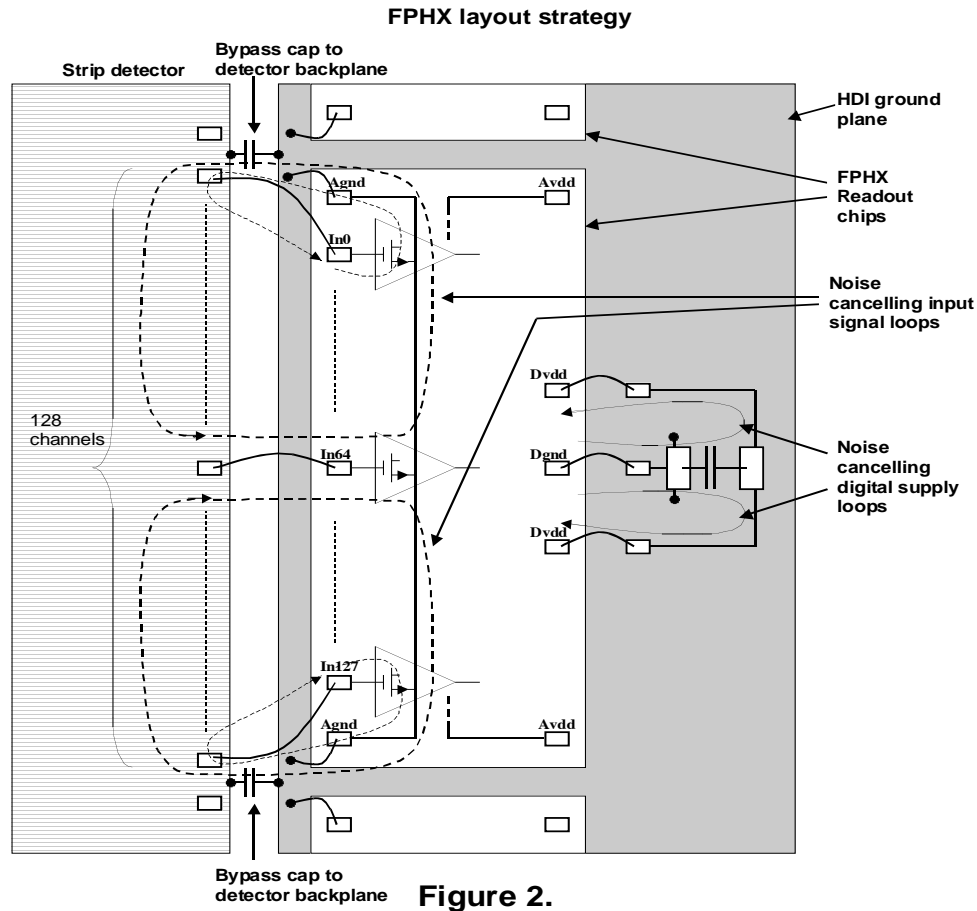 FPHX layout strategy
Bypass cap to
detector backplane
Strip detector
HDI ground
plane
FPHX
Readout
chips
Agnd
Avdd
In0
Noise
cancelling input
signal loops
Dvdd
128
channels
In64
Dgnd
Noise
cancelling
digital supply
loops
Dvdd
In127
Agnd
Avdd
Bypass cap to
detector backplane
Figure 2.